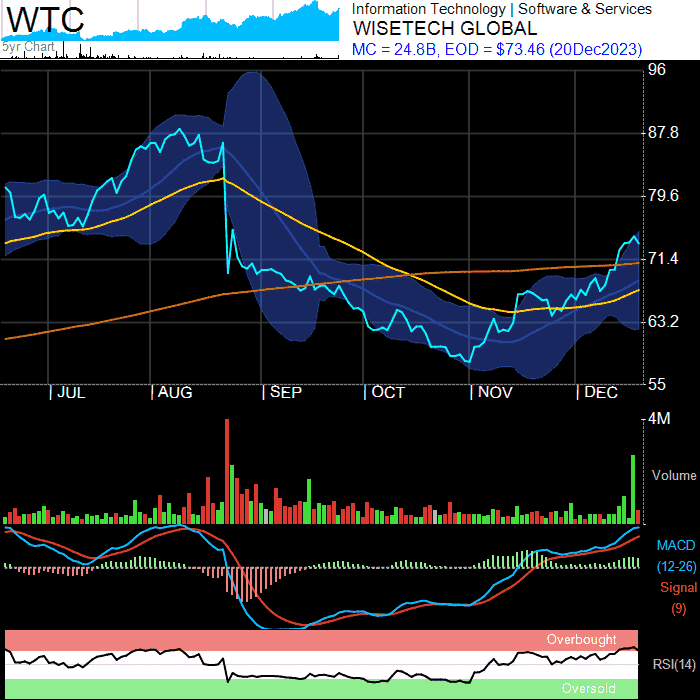 WTC
5yr Chart
Information Technology | Software & Services
WISETECH GLOBAL
MC = 24.8B, EOD = $73.46 (20Dec2023)
96
87.8
79.6
71.4
63.2
55
JUL AUG SEP OCT NOV DEC
4M
Volume
MACD
(12-26)
Signal
(9)
Overbought
RSI(14)
Oversold